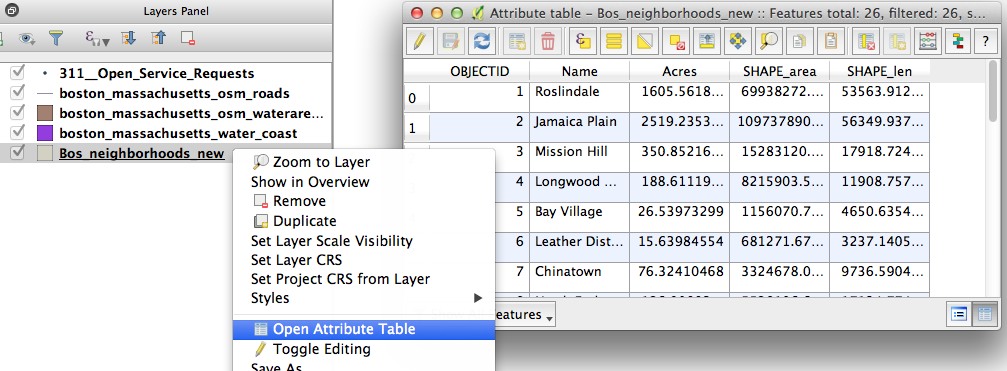 Layers Panel
311__Open_Service_Requests
boston_massachusetts_osm_roads
boston_massachusetts_osm_waterare...
boston_massachusetts_water_coast
Bos_neighborhoods_new
Zoom to Layer
Show in Overview
Remove
Duplicate
Set Layer Scale Visibility
Set Layer CRS
Set Project CRS from Layer
Styles
Open Attribute Table
Toggle Editing
Save As
Attribute table – Bos_neighborhoods_new :: Features total: 26, filtered: 26, s...
OBJECTID Name Acres SHAPE_area SHAPE_len
0 1 Roslindale 1605.5618... 69938272.... 53563.912...
1 2 Jamaica Plain 2519.2353... 109737890.... 56349.937...
3 Mission Hill 350.85216... 15283120.... 17918.724...
4 Longwood ... 188.61119... 8215903.5... 11908.757...
5 Bay Village 26.53973299 1156070.7... 4650.6354...
6 Leather Dist... 15.63984554 681271.67... 3237.1405...
7 Chinatown 76.32410468 3324678.0... 9736.5904...
eatures